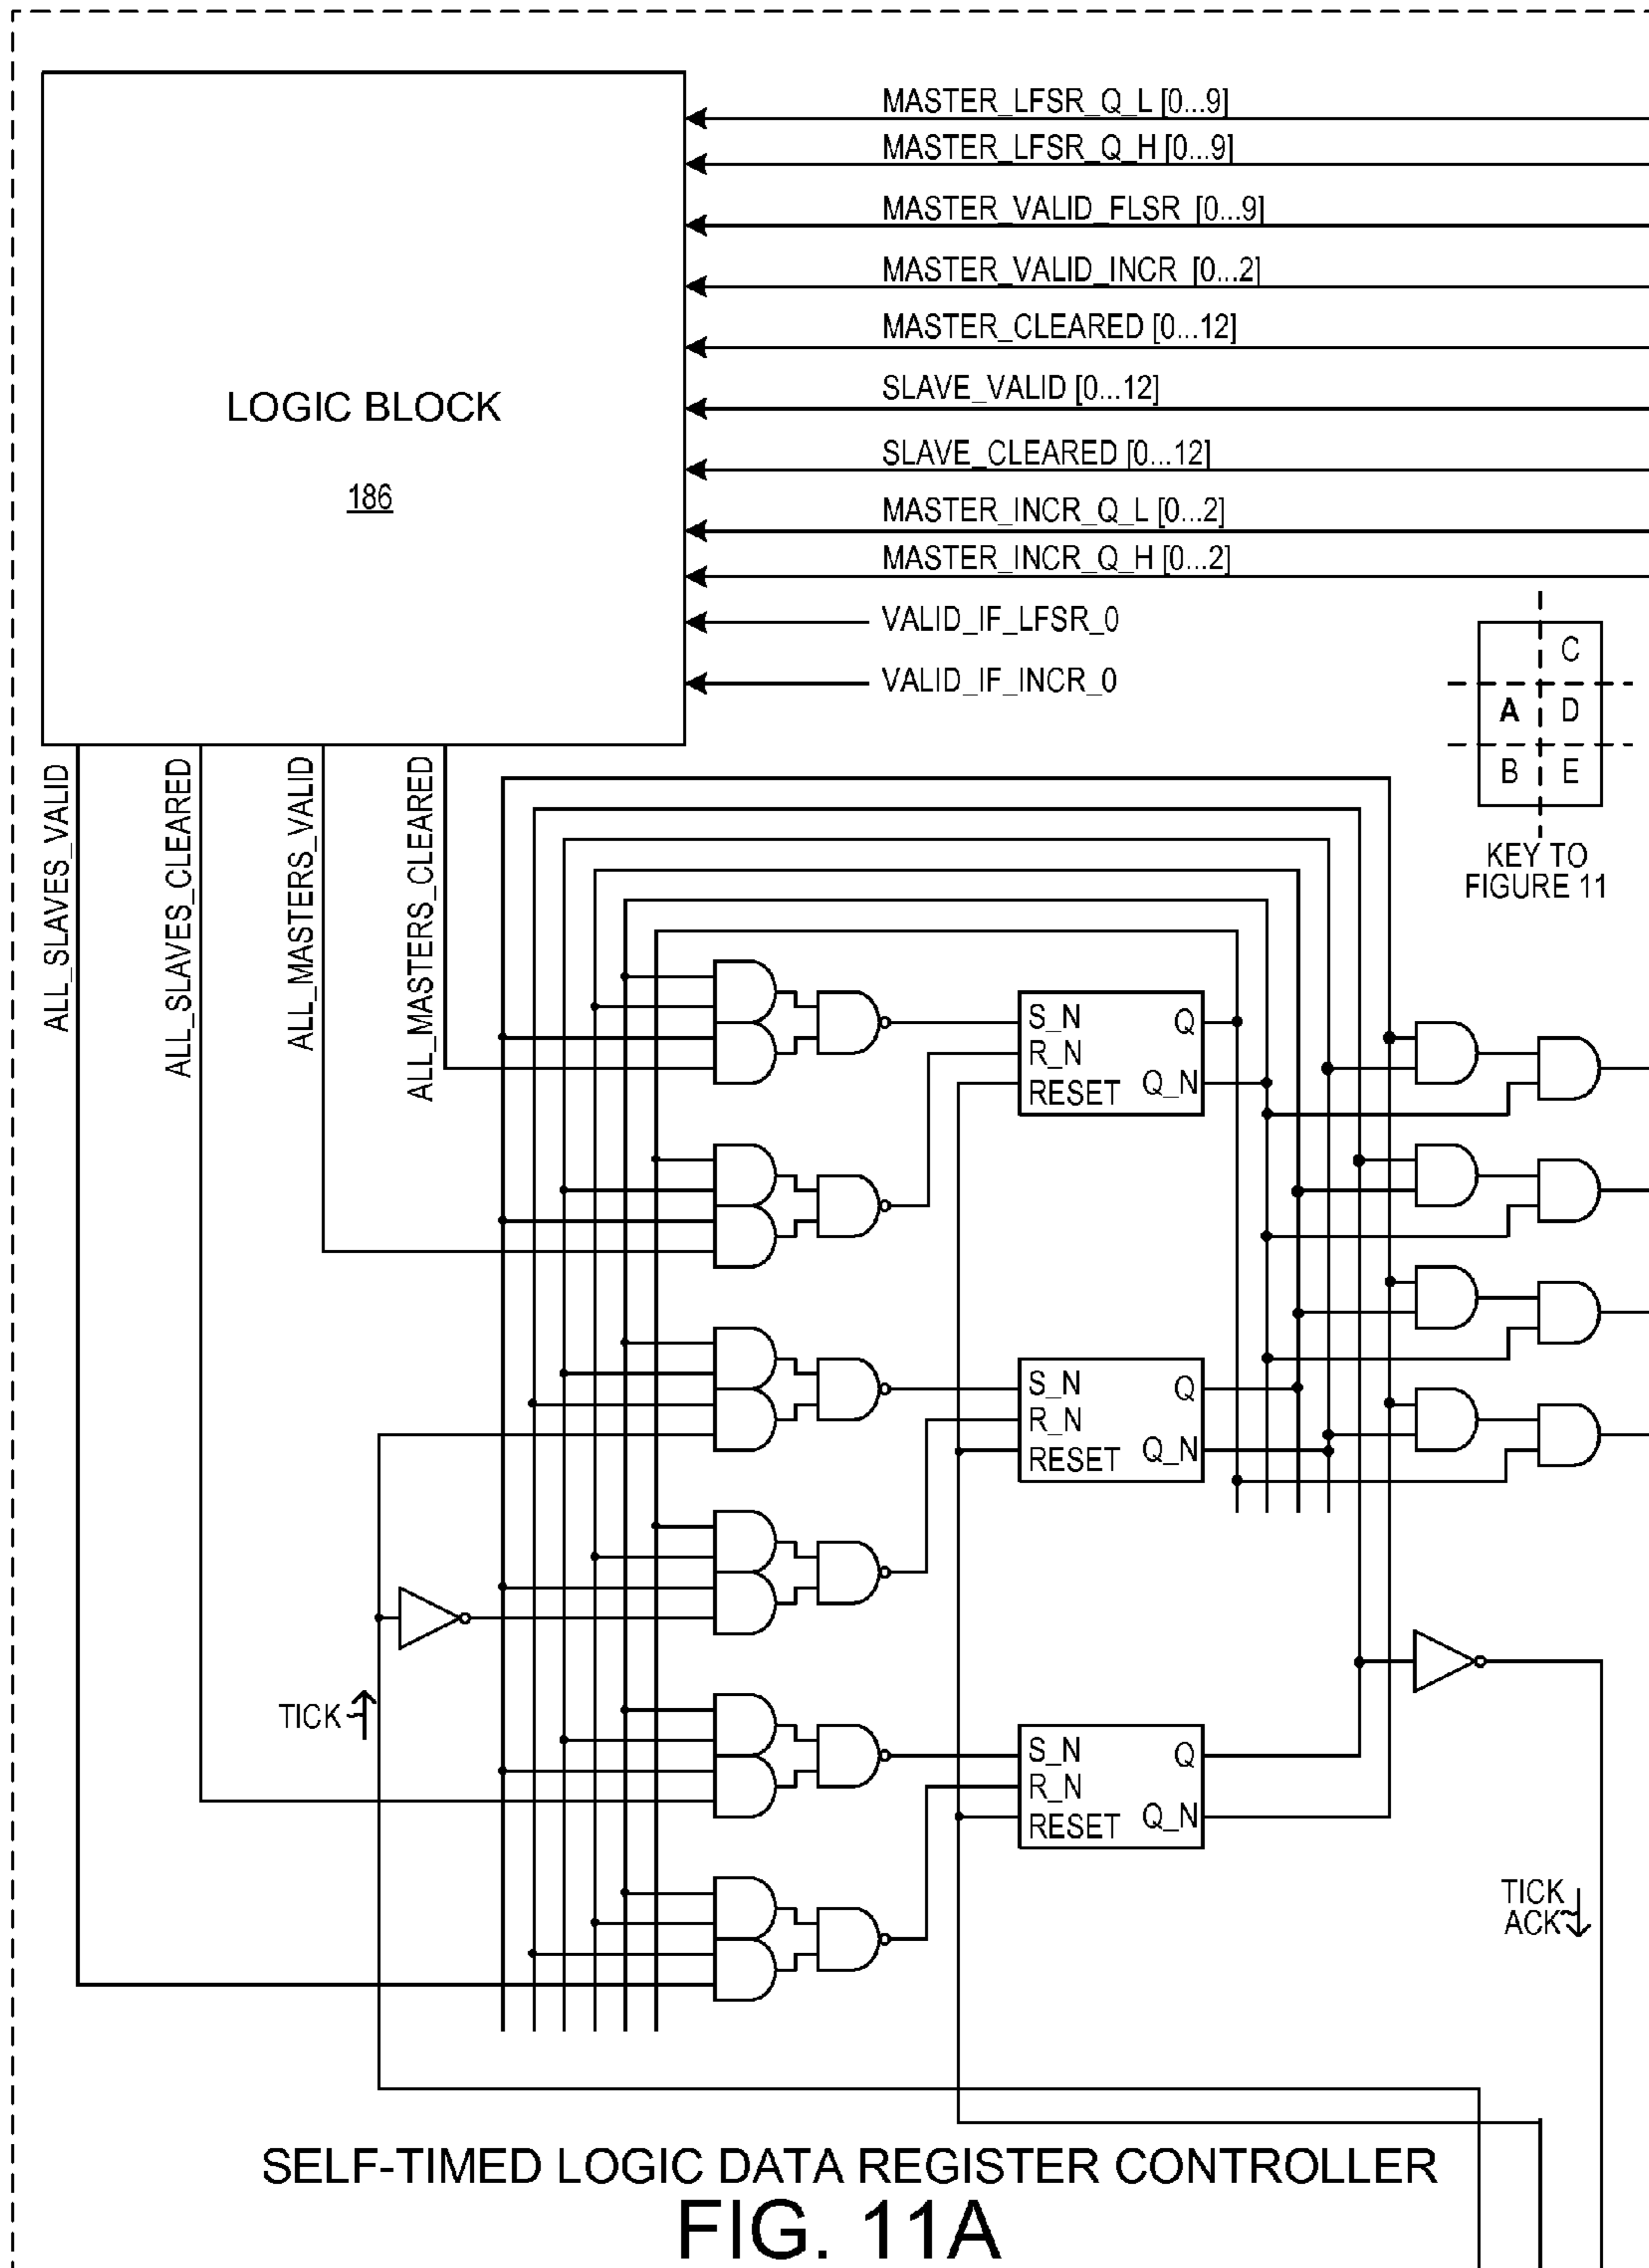 MASTER_LFSR_Q_L [0...9]
MASTER_LFSR_Q_H [0...9]
MASTER_VALID_FLSR [0...9]
MASTER_VALID_INCR [0...2]
MASTER_CLEARED [0...12]
SLAVE_VALID [0...12]
SLAVE_CLEARED [0...12]
MASTER_INCR_Q_L [0...2]
MASTER_INCR_Q_H [0...2]
VALID_IF_LFSR_0
VALID_IF_INCR_0
LOGIC BLOCK
186
C
A D
B E
KEY TO
FIGURE 11
ALL_SLAVES_VALID
ALL_SLAVES_CLEARED
ALL_MASTERS_VALID
ALL_MASTERS_CLEARED
S_N Q
R_N
RESET Q_N
S_N Q
R_N
RESET Q_N
TICK
S_N Q
R_N
RESET Q_N
TICK
ACK
SELF-TIMED LOGIC DATA REGISTER CONTROLLER
FIG. 11A